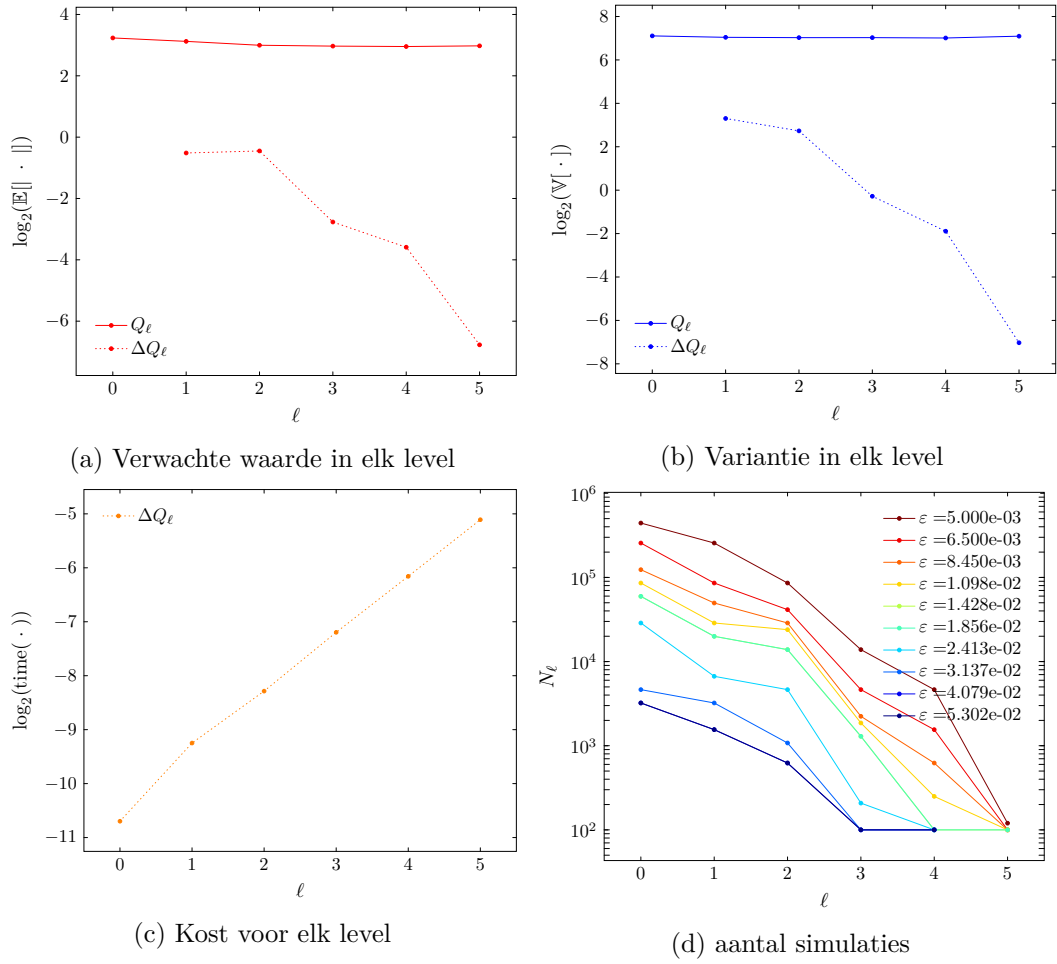 4
2
0
−2
−4
−6
log₂(𝔼[| · |])
Q_ℓ
ΔQ_ℓ
0 1 2 3 4 5
ℓ
(a) Verwachte waarde in elk level
8
6
4
2
0
−2
−4
−6
−8
log₂(𝕍[ · ])
Q_ℓ
ΔQ_ℓ
0 1 2 3 4 5
ℓ
(b) Variantie in elk level
−5
−6
−7
−8
−9
−10
−11
log₂(time( · ))
ΔQ_ℓ
0 1 2 3 4 5
ℓ
(c) Kost voor elk level
10⁶
10⁵
10⁴
10³
10²
N_ℓ
ε =5.000e-03
ε =6.500e-03
ε =8.450e-03
ε =1.098e-02
ε =1.428e-02
ε =1.856e-02
ε =2.413e-02
ε =3.137e-02
ε =4.079e-02
ε =5.302e-02
0 1 2 3 4 5
ℓ
(d) aantal simulaties